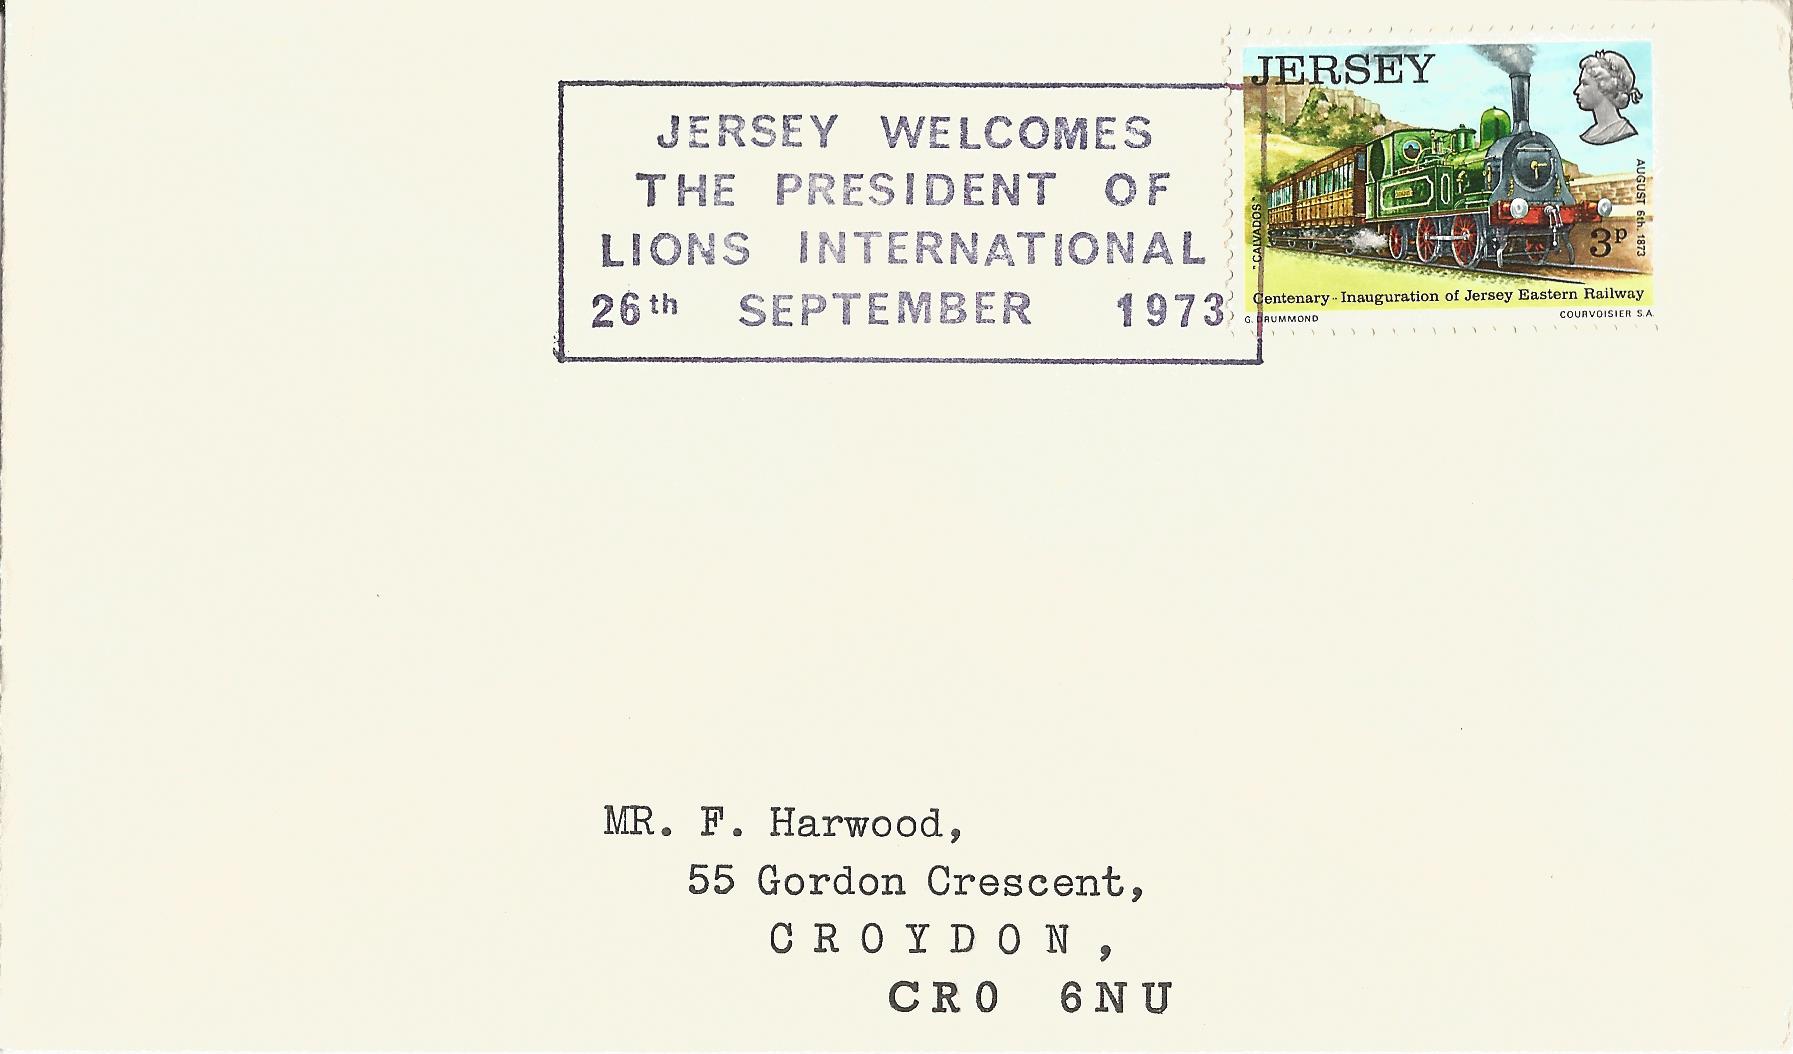 JERSEY WELCOMES
THE PRESIDENT OF
LIONS INTERNATIONAL
26th SEPTEMBER 1973
JERSEY
"CALVADOS"
AUGUST 6th. 1873
3p
Centenary - Inauguration of Jersey Eastern Railway
G. DRUMMOND
COURVOISIER S.A.
MR. F. Harwood,
55 Gordon Crescent,
CROYDON,
CR0 6NU